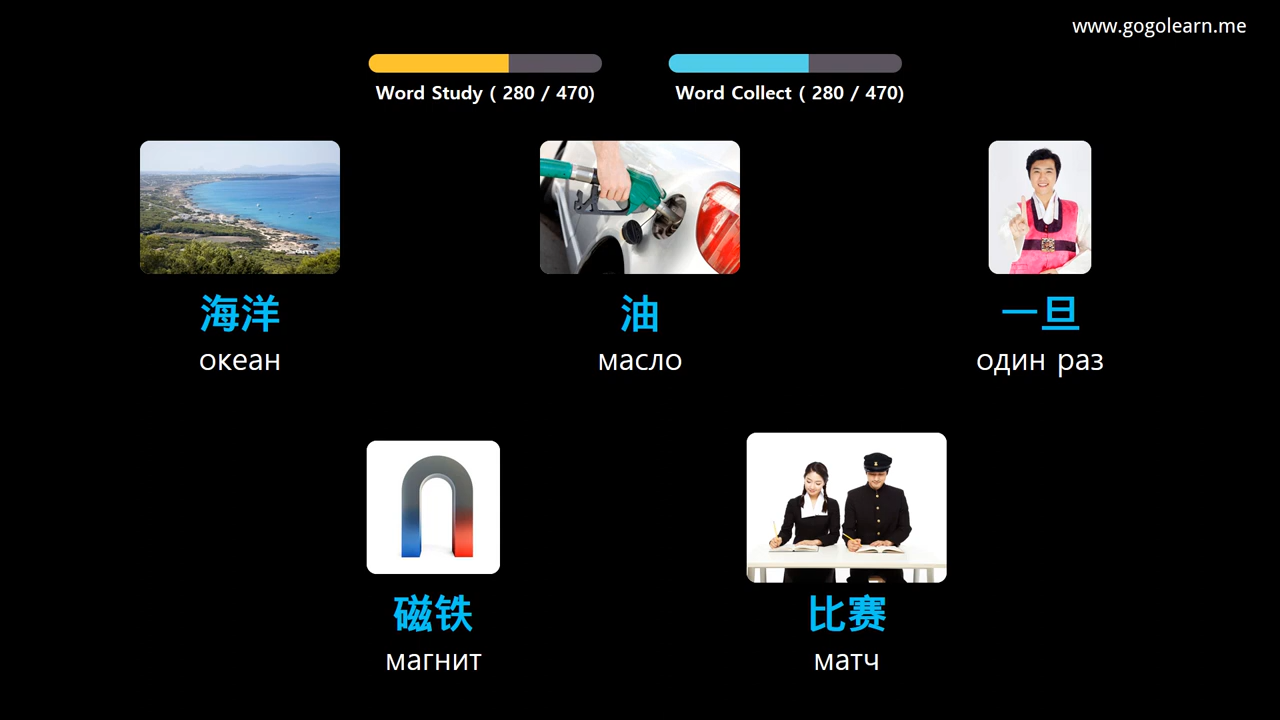 www.gogolearn.me
Word Study ( 280 / 470)
Word Collect ( 280 / 470)
海洋
океан
油
масло
一旦
один раз
磁铁
магнит
比赛
матч